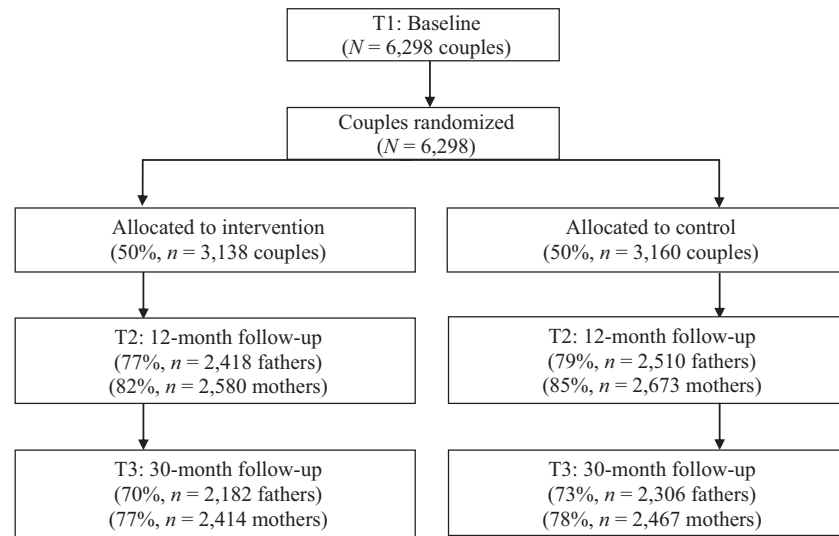 T1: Baseline
(N = 6,298 couples)
Couples randomized
(N = 6,298)
Allocated to intervention
(50%, n = 3,138 couples)
Allocated to control
(50%, n = 3,160 couples)
T2: 12-month follow-up
(77%, n = 2,418 fathers)
(82%, n = 2,580 mothers)
T2: 12-month follow-up
(79%, n = 2,510 fathers)
(85%, n = 2,673 mothers)
T3: 30-month follow-up
(70%, n = 2,182 fathers)
(77%, n = 2,414 mothers)
T3: 30-month follow-up
(73%, n = 2,306 fathers)
(78%, n = 2,467 mothers)